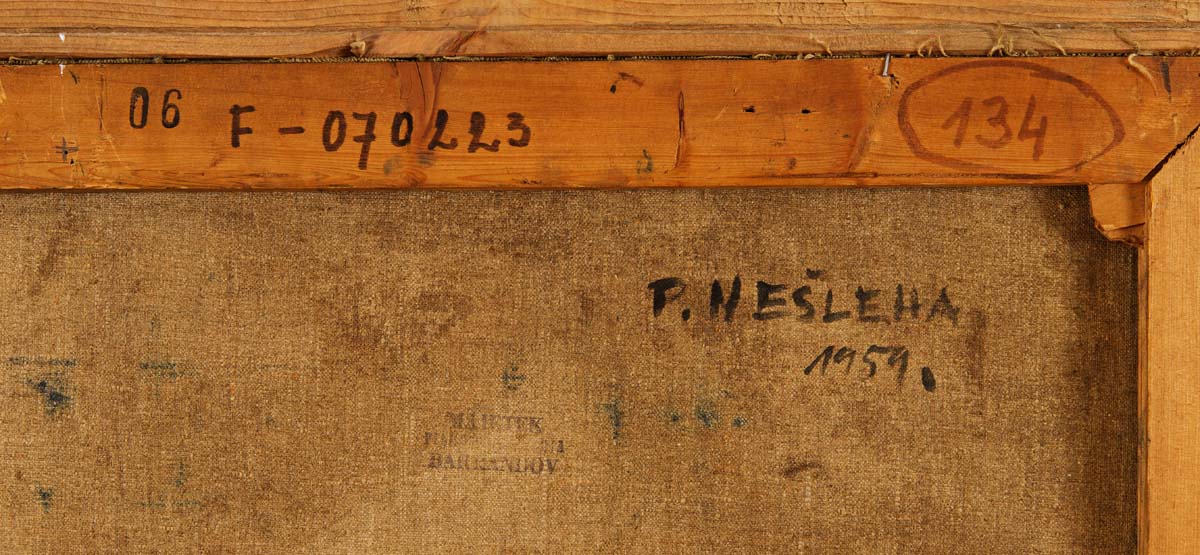 06 F - 070223
134
P. NEŠLEHA
1959.
BARRANDOV